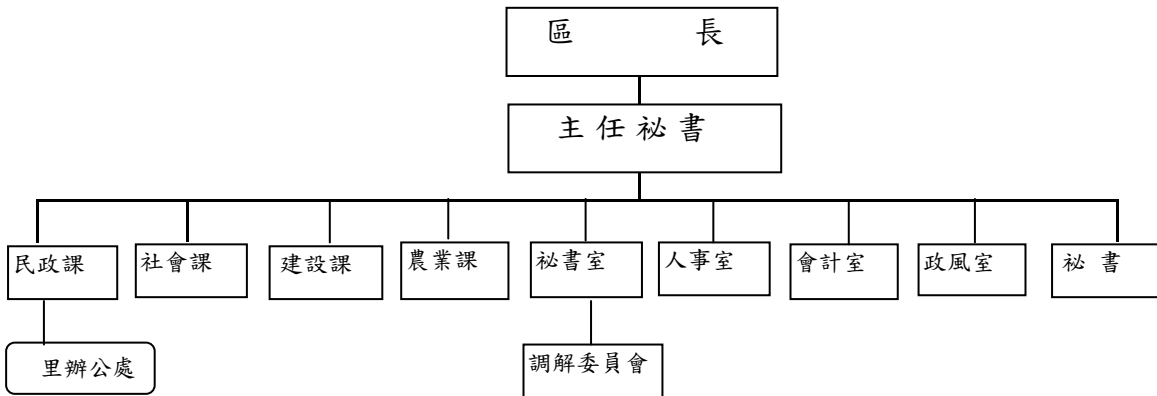 區 長
主任祕書
民政課 社會課 建設課 農業課 祕書室 人事室 會計室 政風室 祕書
里辦公處 調解委員會